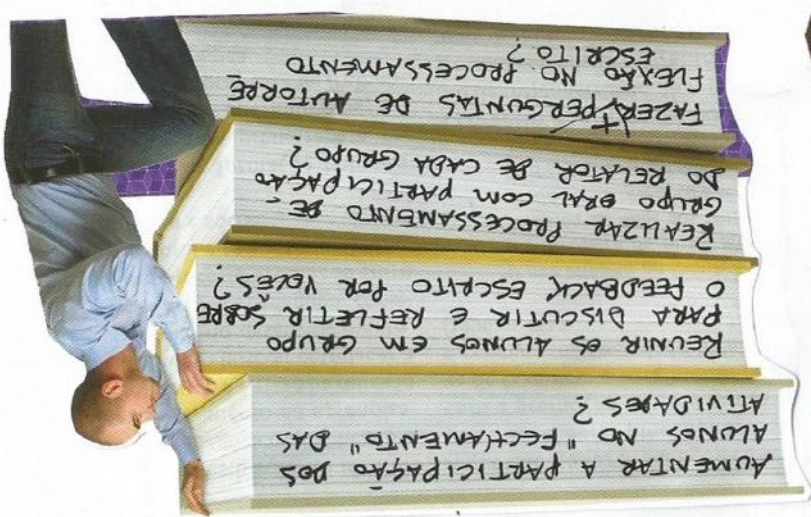 AUMENTAR A PARTICIPAÇÃO DOS
ALUNOS NO "FECHAMENTO" DAS
ATIVIDADES?
REUNIR OS ALUNOS EM GRUPO
PARA DISCUTIR E REFLETIR SOBRE
O FEEDBACK ESCRITO POR VOCÊS?
REALIZAR PROCESSAMENTO DE
GRUPO ORAL COM PARTICIPAÇÃO
DO RELATOR DE CADA GRUPO?
FAZER + PERGUNTAS DE AUTORRE
FLEXÃO NO PROCESSAMENTO
ESCRITO?